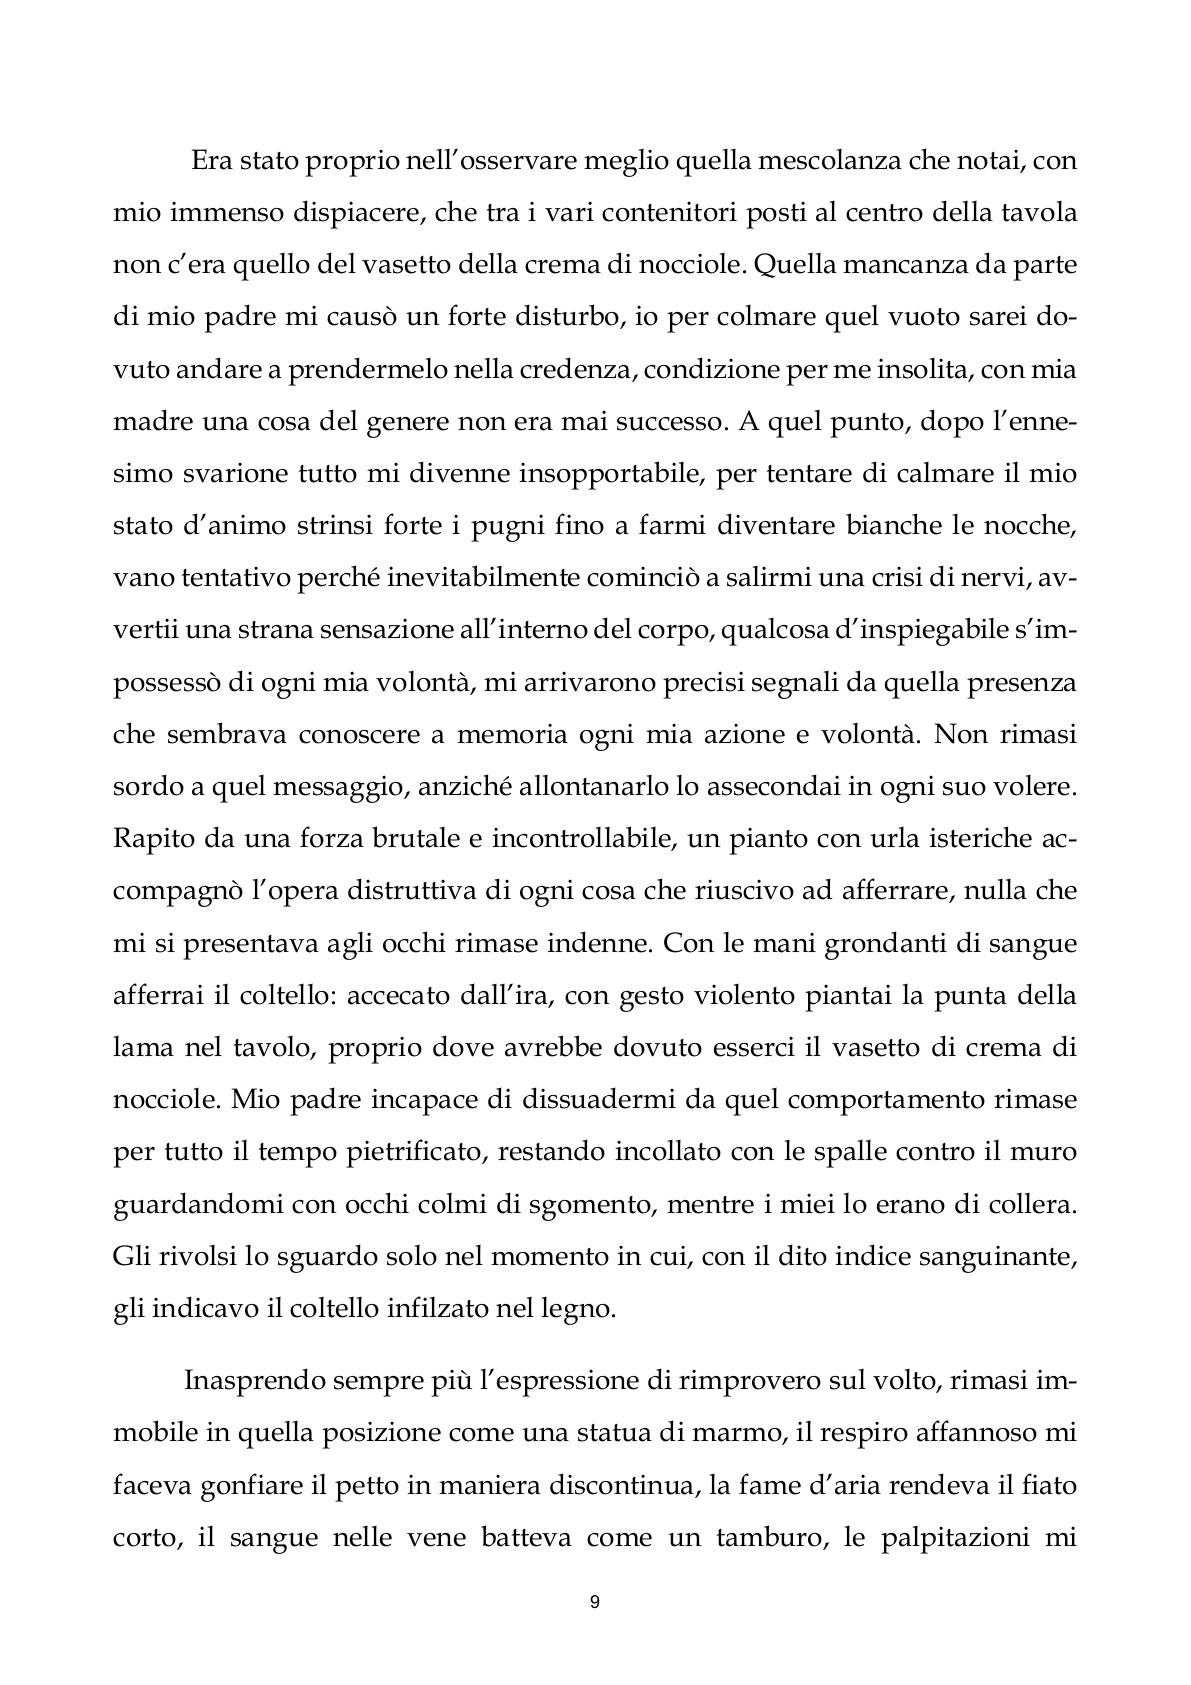 Era stato proprio nell’osservare meglio quella mescolanza che notai, con
mio immenso dispiacere, che tra i vari contenitori posti al centro della tavola
non c’era quello del vasetto della crema di nocciole. Quella mancanza da parte
di mio padre mi causò un forte disturbo, io per colmare quel vuoto sarei do-
vuto andare a prendermelo nella credenza, condizione per me insolita, con mia
madre una cosa del genere non era mai successo. A quel punto, dopo l’enne-
simo svarione tutto mi divenne insopportabile, per tentare di calmare il mio
stato d’animo strinsi forte i pugni fino a farmi diventare bianche le nocche,
vano tentativo perché inevitabilmente cominciò a salirmi una crisi di nervi, av-
vertii una strana sensazione all’interno del corpo, qualcosa d’inspiegabile s’im-
possessò di ogni mia volontà, mi arrivarono precisi segnali da quella presenza
che sembrava conoscere a memoria ogni mia azione e volontà. Non rimasi
sordo a quel messaggio, anziché allontanarlo lo assecondai in ogni suo volere.
Rapito da una forza brutale e incontrollabile, un pianto con urla isteriche ac-
compagnò l’opera distruttiva di ogni cosa che riuscivo ad afferrare, nulla che
mi si presentava agli occhi rimase indenne. Con le mani grondanti di sangue
afferrai il coltello: accecato dall’ira, con gesto violento piantai la punta della
lama nel tavolo, proprio dove avrebbe dovuto esserci il vasetto di crema di
nocciole. Mio padre incapace di dissuadermi da quel comportamento rimase
per tutto il tempo pietrificato, restando incollato con le spalle contro il muro
guardandomi con occhi colmi di sgomento, mentre i miei lo erano di collera.
Gli rivolsi lo sguardo solo nel momento in cui, con il dito indice sanguinante,
gli indicavo il coltello infilzato nel legno.
Inasprendo sempre più l’espressione di rimprovero sul volto, rimasi im-
mobile in quella posizione come una statua di marmo, il respiro affannoso mi
faceva gonfiare il petto in maniera discontinua, la fame d’aria rendeva il fiato
corto, il sangue nelle vene batteva come un tamburo, le palpitazioni mi
9